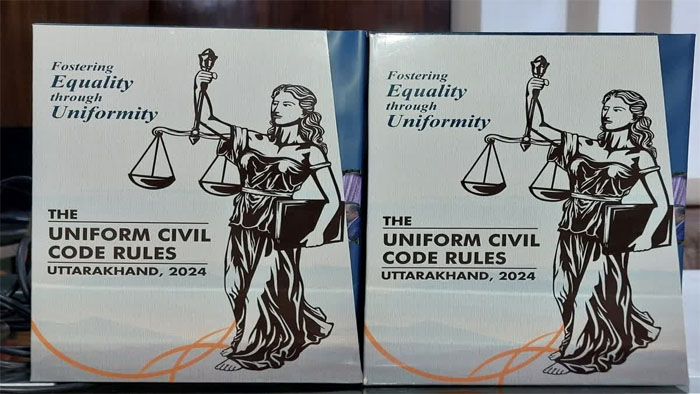 Fostering
Equality
through
Uniformity
THE
UNIFORM CIVIL
CODE RULES
UTTARAKHAND, 2024
Fostering
Equality
through
Uniformity
THE
UNIFORM CIVIL
CODE RULES
UTTARAKHAND, 2024